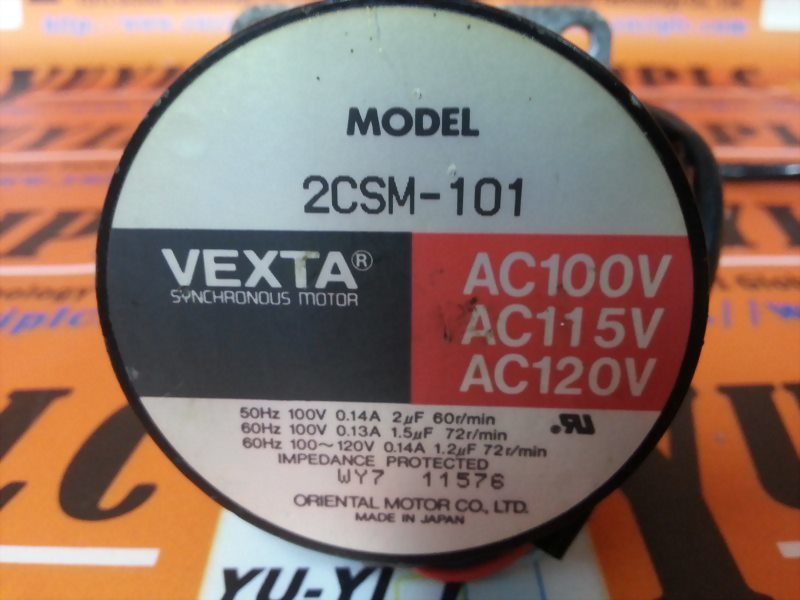 MODEL
2CSM-101
VEXTA®
SYNCHRONOUS MOTOR
AC100V
AC115V
AC120V
50Hz 100V 0.14A 2µF 60r/min
60Hz 100V 0.13A 1.5µF 72r/min
60Hz 100~120V 0.14A 1.2µF 72r/min
IMPEDANCE PROTECTED
WY7 11576
ORIENTAL MOTOR CO., LTD.
MADE IN JAPAN